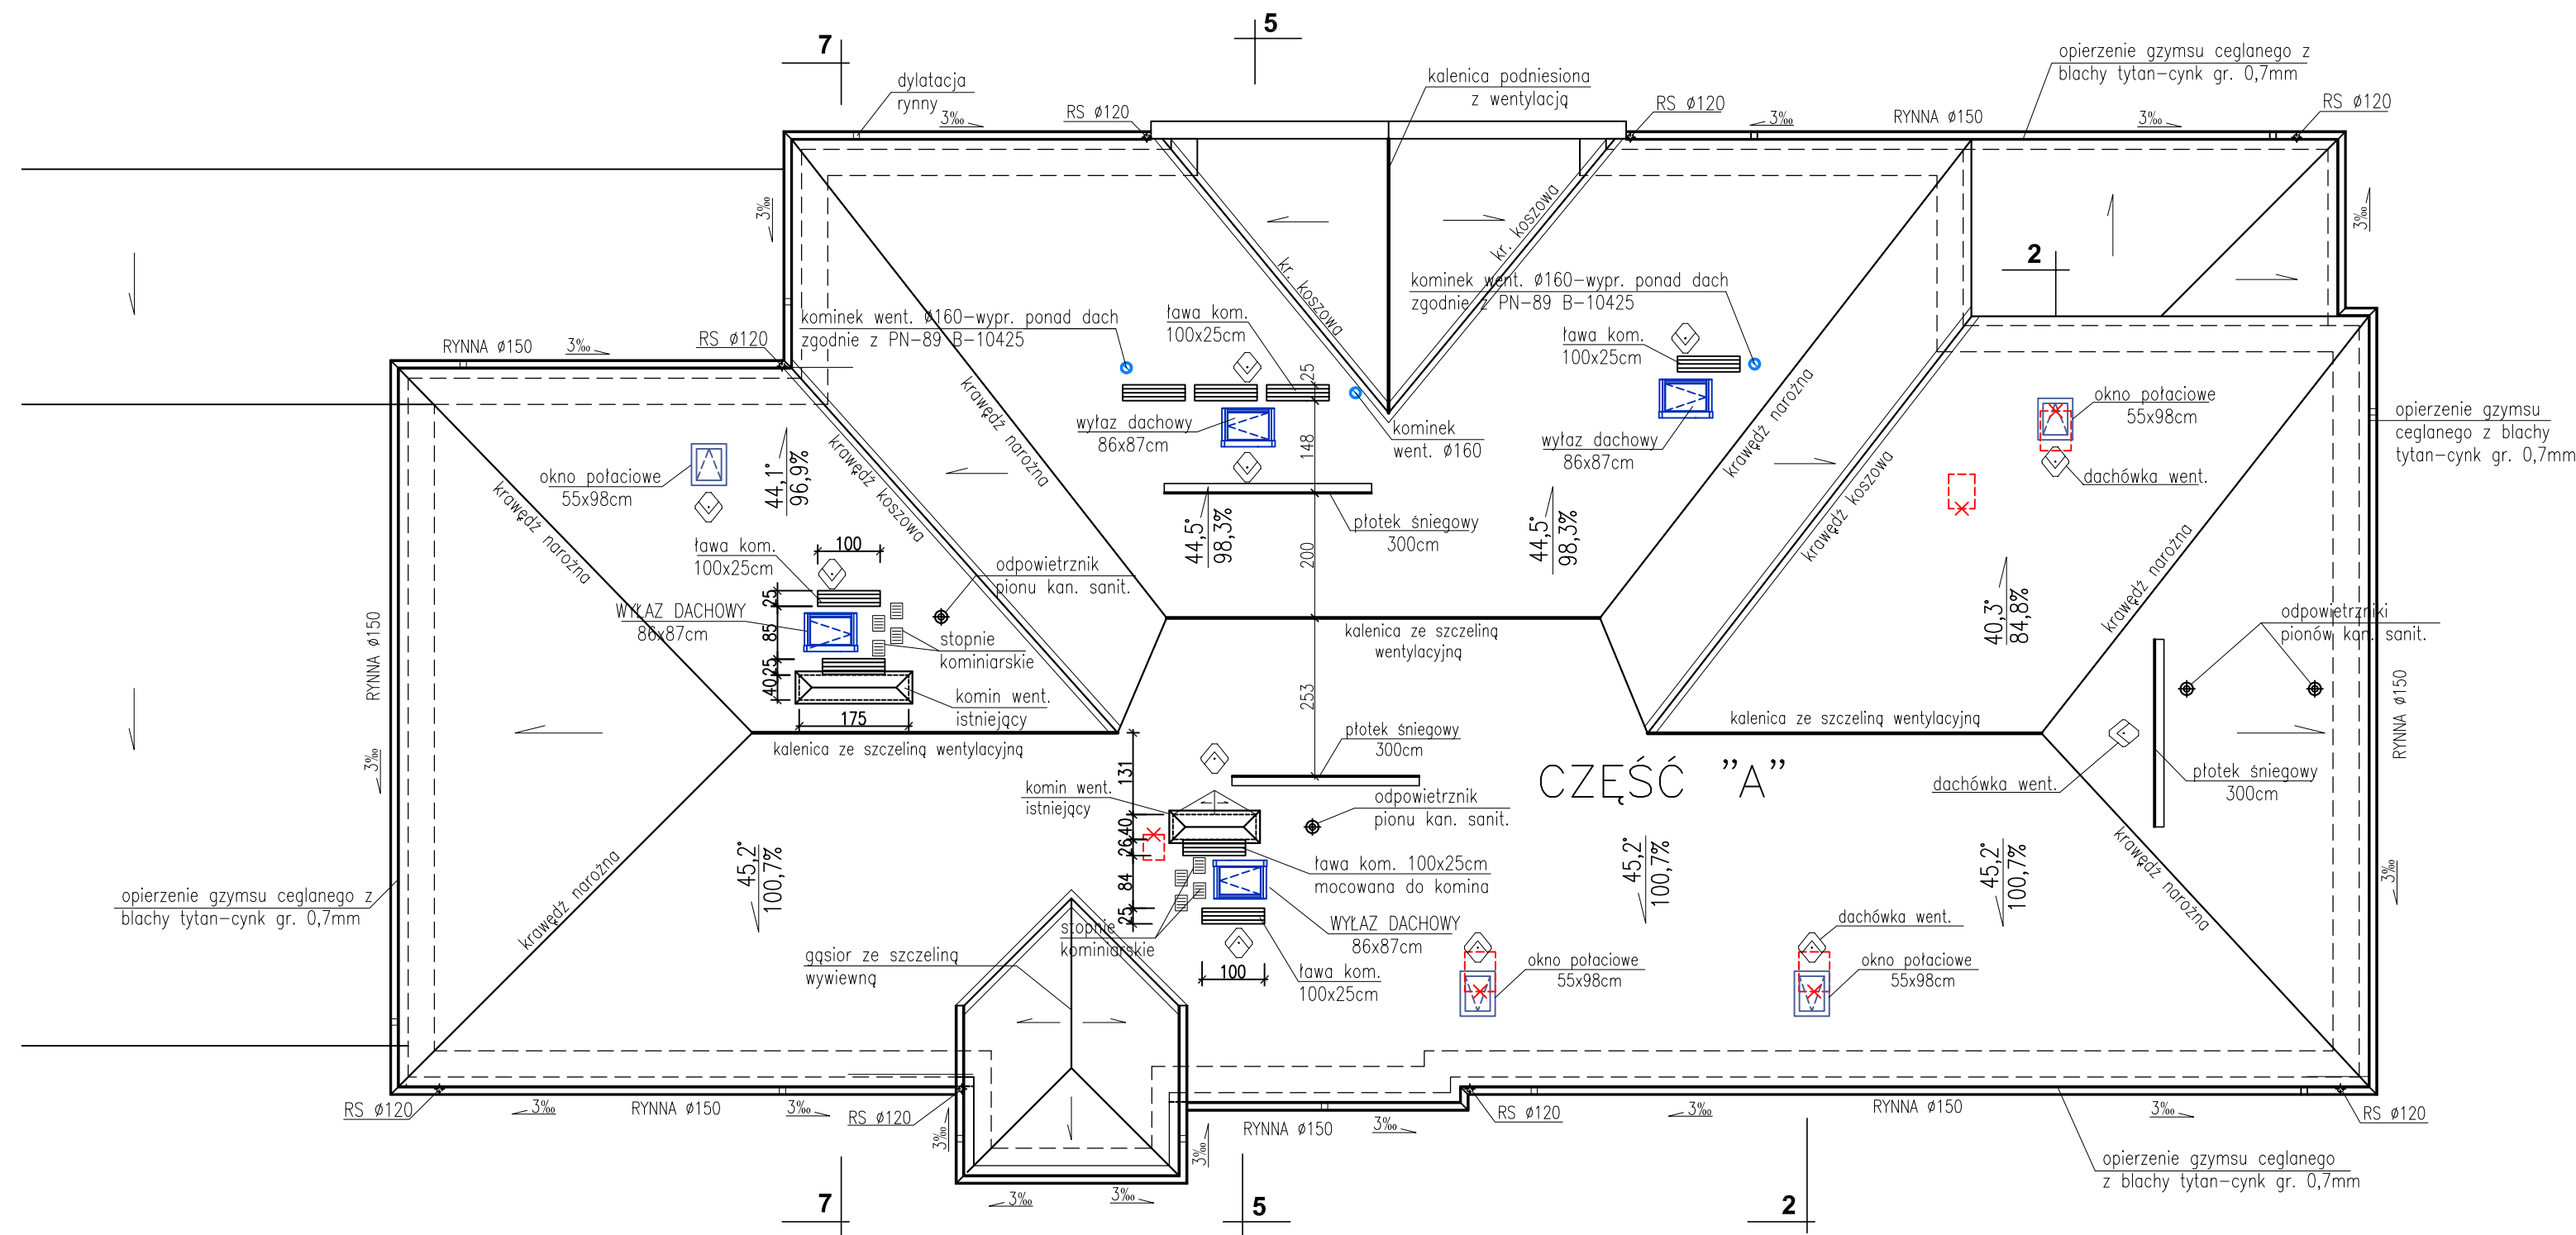 7
5
dylatacja
rynny
3‰
RS ø120
kalenica podniesiona
z wentylacją
RS ø120
3‰
RYNNA ø150
3‰
opierzenie gzymsu ceglanego z
blachy tytan-cynk gr. 0,7mm
RS ø120
3‰
3‰
kr. koszowa
kr. koszowa
2
kominek went. ø160-wypr. ponad dach
zgodnie z PN-89 B-10425
kominek went. ø160-wypr. ponad dach
zgodnie z PN-89 B-10425
ława kom.
100x25cm
ława kom.
100x25cm
RYNNA ø150
3‰
RS ø120
25
148
200
253
krawędź narożna
krawędź narożna
krawędź koszowa
krawędź koszowa
krawędź narożna
krawędź narożna
wyłaz dachowy
86x87cm
kominek
went. ø160
wyłaz dachowy
86x87cm
okno połaciowe
55x98cm
opierzenie gzymsu
ceglanego z blachy
tytan-cynk gr. 0,7mm
okno połaciowe
55x98cm
44,1°
96,9%
dachówka went.
44,5°
98,3%
płotek śniegowy
300cm
44,5°
98,3%
ława kom.
100x25cm
100
odpowietrznik
pionu kan. sanit.
WYŁAZ DACHOWY
86x87cm
25
85
25
40
stopnie
kominiarskie
komin went.
istniejący
175
40,3°
84,8%
odpowietrzniki
pionów kan. sanit.
RYNNA ø150
3‰
kalenica ze szczeliną
wentylacyjną
kalenica ze szczeliną wentylacyjną
kalenica ze szczeliną wentylacyjną
RYNNA ø150
3‰
płotek śniegowy
300cm
CZĘŚĆ "A"
dachówka went.
płotek śniegowy
300cm
komin went.
istniejący
131
40
26
84
25
odpowietrznik
pionu kan. sanit.
45,2°
100,7%
45,2°
100,7%
45,2°
100,7%
krawędź narożna
krawędź narożna
ława kom. 100x25cm
mocowana do komina
opierzenie gzymsu ceglanego z
blachy tytan-cynk gr. 0,7mm
WYŁAZ DACHOWY
86x87cm
stopnie
kominiarskie
gąsior ze szczeliną
wywiewną
100
ława kom.
100x25cm
dachówka went.
okno połaciowe
55x98cm
okno połaciowe
55x98cm
RS ø120
3‰
RYNNA ø150
3‰
RS ø120
3‰
3‰
RYNNA ø150
3‰
RS ø120
3‰
RYNNA ø150
3‰
RS ø120
opierzenie gzymsu ceglanego
z blachy tytan-cynk gr. 0,7mm
3‰
3‰
7
5
2